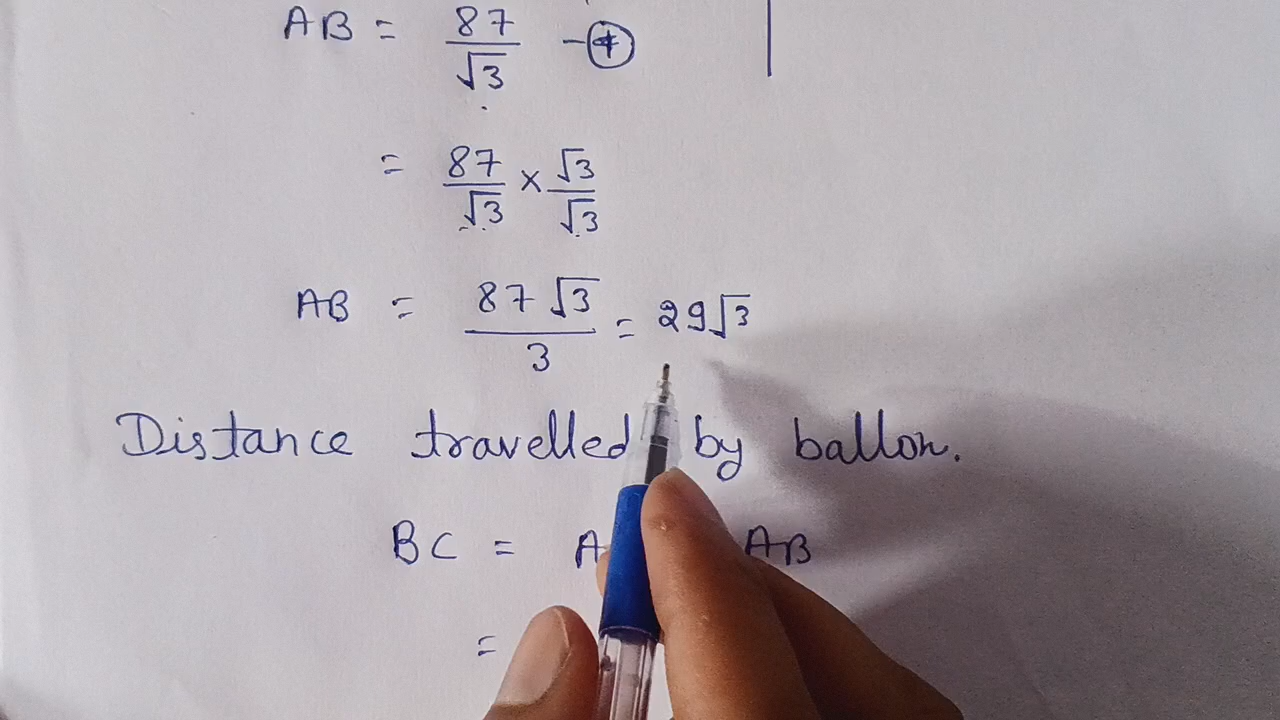 AB = 87/√3 -(+)
= 87/√3 × √3/√3
AB = 87√3/3 = 29√3
Distance travelled by ballon.
BC = A AB
=